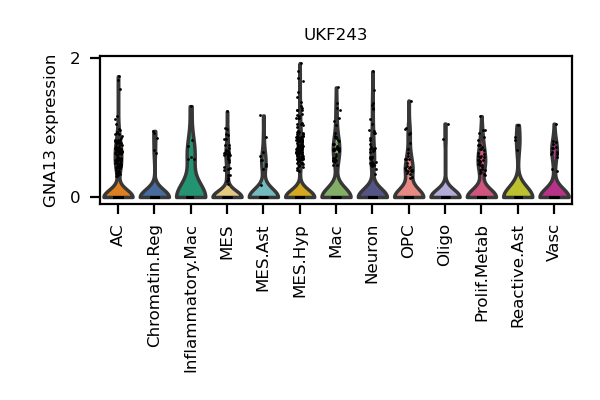 UKF243
GNA13 expression
2
0
AC
Chromatin.Reg
Inflammatory.Mac
MES
MES.Ast
MES.Hyp
Mac
Neuron
OPC
Oligo
Prolif.Metab
Reactive.Ast
Vasc